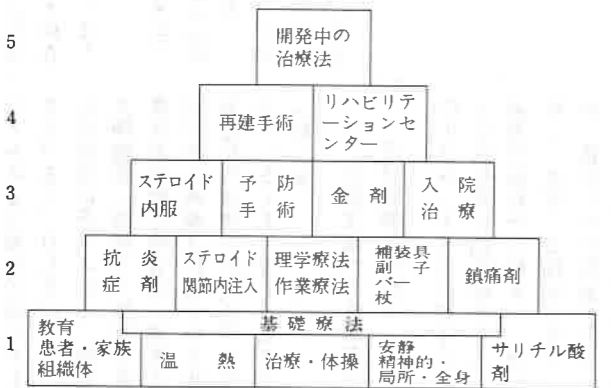 5
開発中の
治療法
4
再建手術
リハビリテ
ーションセ
ンター
3
ステロイド
内服
予防
手術
金剤
入院
治療
2
抗炎
症剤
ステロイド
関節内注入
理学療法
作業療法
補装具
副子
バー
杖
鎮痛剤
1
基礎療法
教育
患者・家族
組織体
温熱
治療・体操
安静
精神的・
局所・全身
サリチル酸
剤